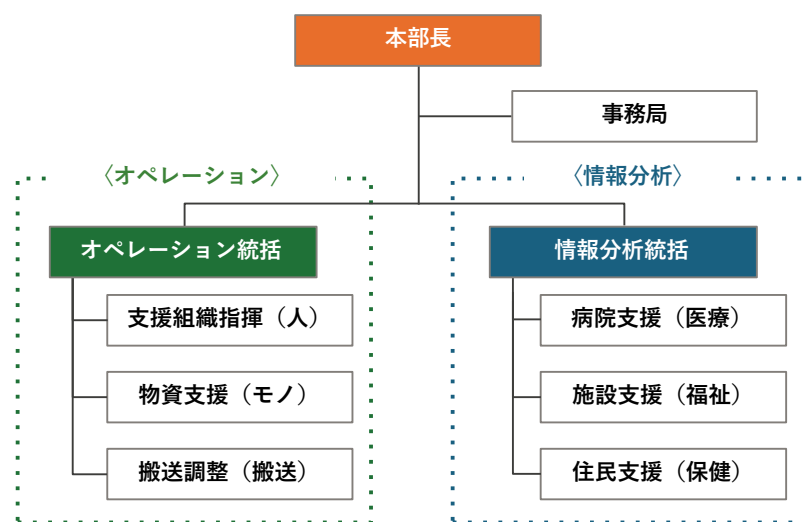 本部長
事務局
〈オペレーション〉
オペレーション統括
支援組織指揮（人）
物資支援（モノ）
搬送調整（搬送）
〈情報分析〉
情報分析統括
病院支援（医療）
施設支援（福祉）
住民支援（保健）